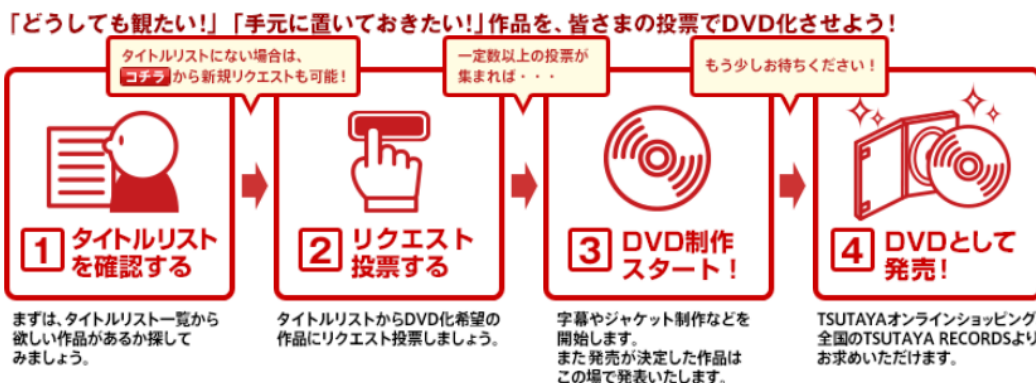 「どうしても観たい!」「手元に置いておきたい!」作品を、皆さまの投票でDVD化させよう!
タイトルリストにない場合は、
コチラから新規リクエストも可能!
一定数以上の投票が
集まれば・・・
もう少しお待ちください!
1 タイトルリスト
を確認する
2 リクエスト
投票する
3 DVD制作
スタート!
4 DVDとして
発売!
まずは、タイトルリスト一覧から
欲しい作品があるか探して
みましょう。
タイトルリストからDVD化希望の
作品にリクエスト投票しましょう。
字幕やジャケット制作などを
開始します。
また発売が決定した作品は
この場で発表いたします。
TSUTAYAオンラインショッピング
全国のTSUTAYA RECORDSより
お求めいただけます。